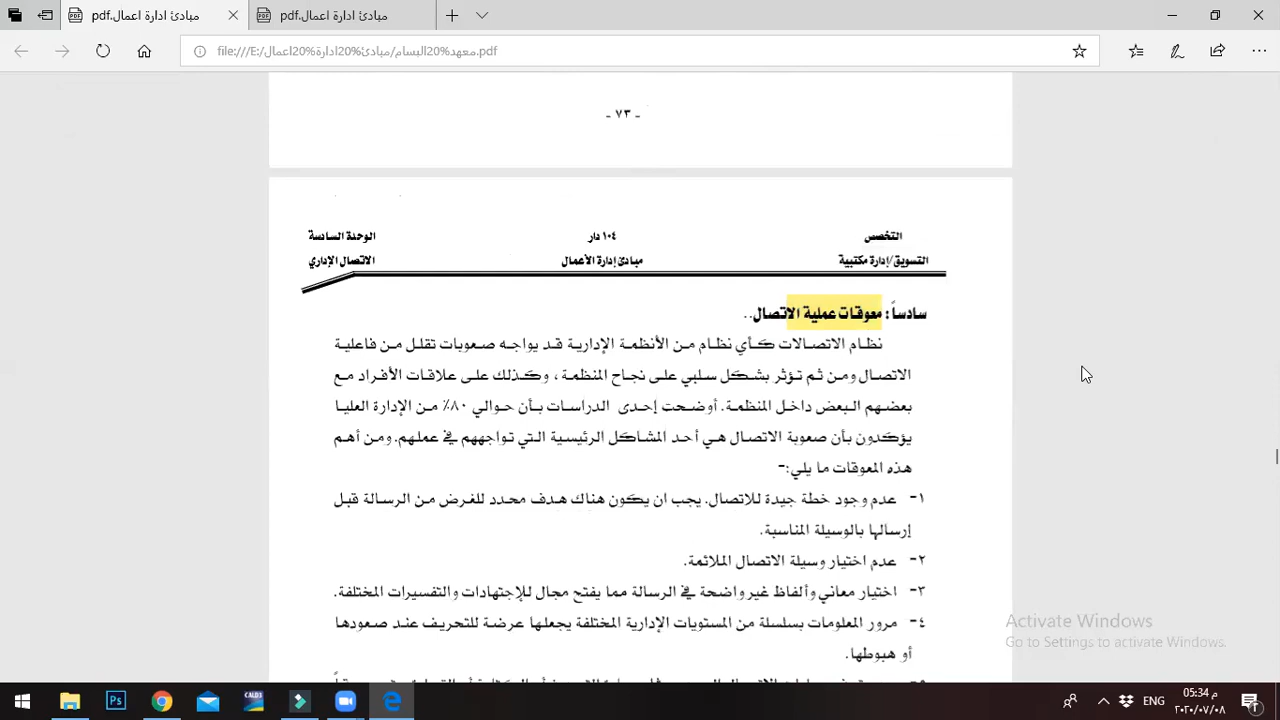 مبادئ ادارة اعمال.pdf
مبادئ ادارة اعمال.pdf
file:///E:/معهد%20البسام/مبادئ%20ادارة%20اعمال.pdf
- ٧٣ -
التخصص
١٠٤ دار
الوحدة السادسة
التسويق/إدارة مكتبية
مبادئ إدارة الأعمال
الاتصال الإداري
سادساً: معوقات عملية الاتصال..
نظام الاتصالات كأي نظام من الأنظمة الإدارية قد يواجه صعوبات تقلل من فاعلية
الاتصال ومن ثم تؤثر بشكل سلبي على نجاح المنظمة، وكذلك على علاقات الأفراد مع
بعضهم البعض داخل المنظمة. أوضحت إحدى الدراسات بأن حوالي ٨٠٪ من الإدارة العليا
يؤكدون بأن صعوبة الاتصال هي أحد المشاكل الرئيسية التي تواجههم في عملهم. ومن أهم
هذه المعوقات ما يلي:-
١- عدم وجود خطة جيدة للاتصال. يجب ان يكون هناك هدف محدد للغرض من الرسالة قبل
إرسالها بالوسيلة المناسبة.
٢- عدم اختيار وسيلة الاتصال الملائمة.
٣- اختيار معاني وألفاظ غير واضحة في الرسالة مما يفتح مجال للإجتهادات والتفسيرات المختلفة.
٤- مرور المعلومات بسلسلة من المستويات الإدارية المختلفة يجعلها عرضة للتحريف عند صعودها
أو هبوطها.
Activate Windows
Go to Settings to activate Windows.
Ps
CALD3
ENG
05:34 م
٢٠٢٠/٠٧/٠٨